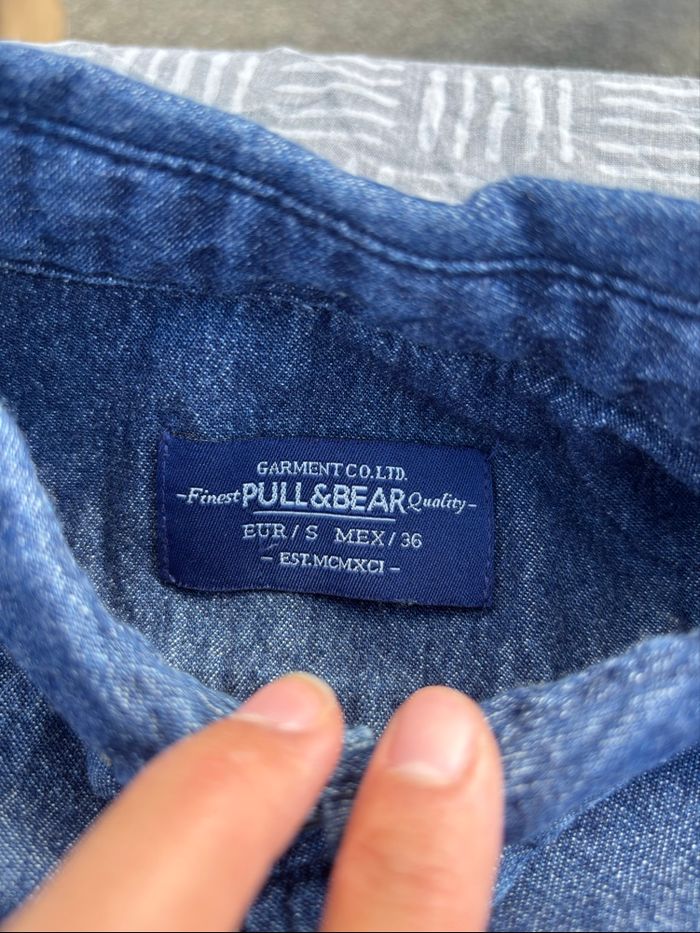 GARMENT CO. LTD.
-Finest PULL&BEAR Quality-
EUR/S MEX/36
- EST.MCMXCI -